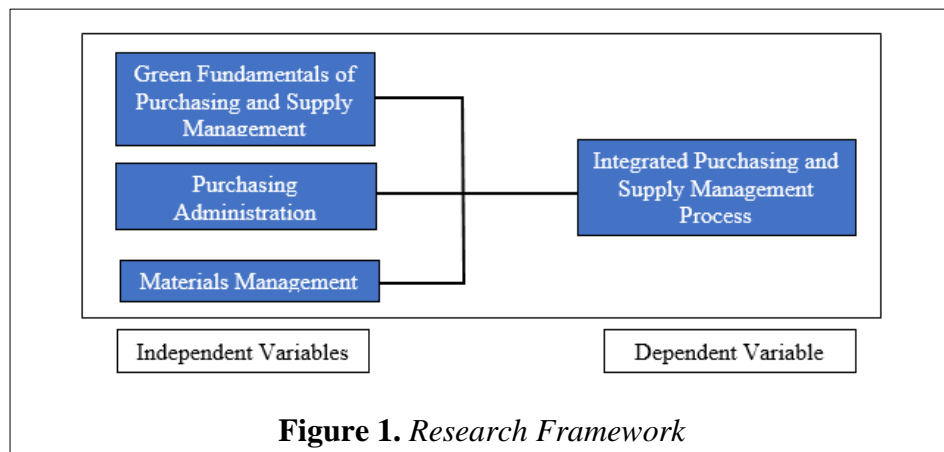 Green Fundamentals of
Purchasing and Supply
Management
Purchasing
Administration
Materials Management
Integrated Purchasing and
Supply Management
Process
Independent Variables
Dependent Variable
Figure 1. Research Framework